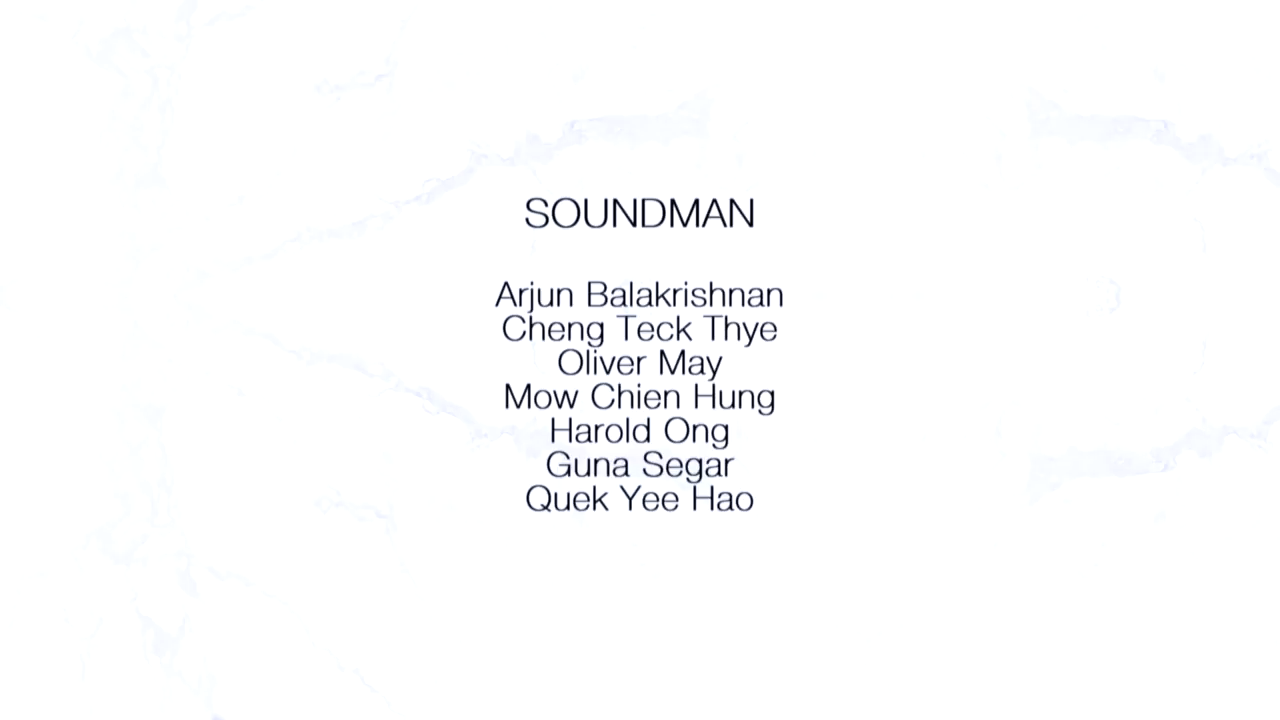 SOUNDMAN
Arjun Balakrishnan
Cheng Teck Thye
Oliver May
Mow Chien Hung
Harold Ong
Guna Segar
Quek Yee Hao